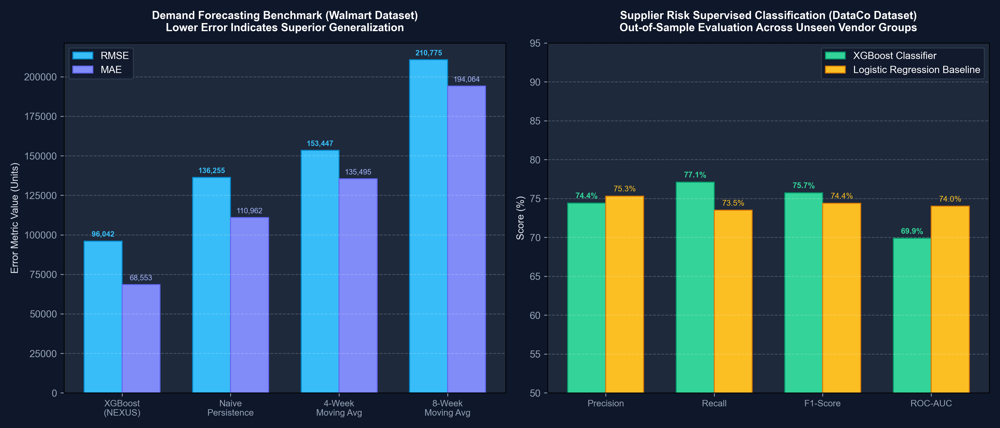 Demand Forecasting Benchmark (Walmart Dataset)
Lower Error Indicates Superior Generalization
RMSE
MAE
Error Metric Value (Units)
200000
175000
150000
125000
100000
75000
50000
25000
0
96,042
68,553
136,255
110,962
153,447
135,495
210,775
194,064
XGBoost
(NEXUS)
Naive
Persistence
4-Week
Moving Avg
8-Week
Moving Avg
Supplier Risk Supervised Classification (DataCo Dataset)
Out-of-Sample Evaluation Across Unseen Vendor Groups
XGBoost Classifier
Logistic Regression Baseline
Score (%)
95
90
85
80
75
70
65
60
55
50
74.4%
75.3%
77.1%
73.5%
75.7%
74.4%
69.9%
74.0%
Precision
Recall
F1-Score
ROC-AUC